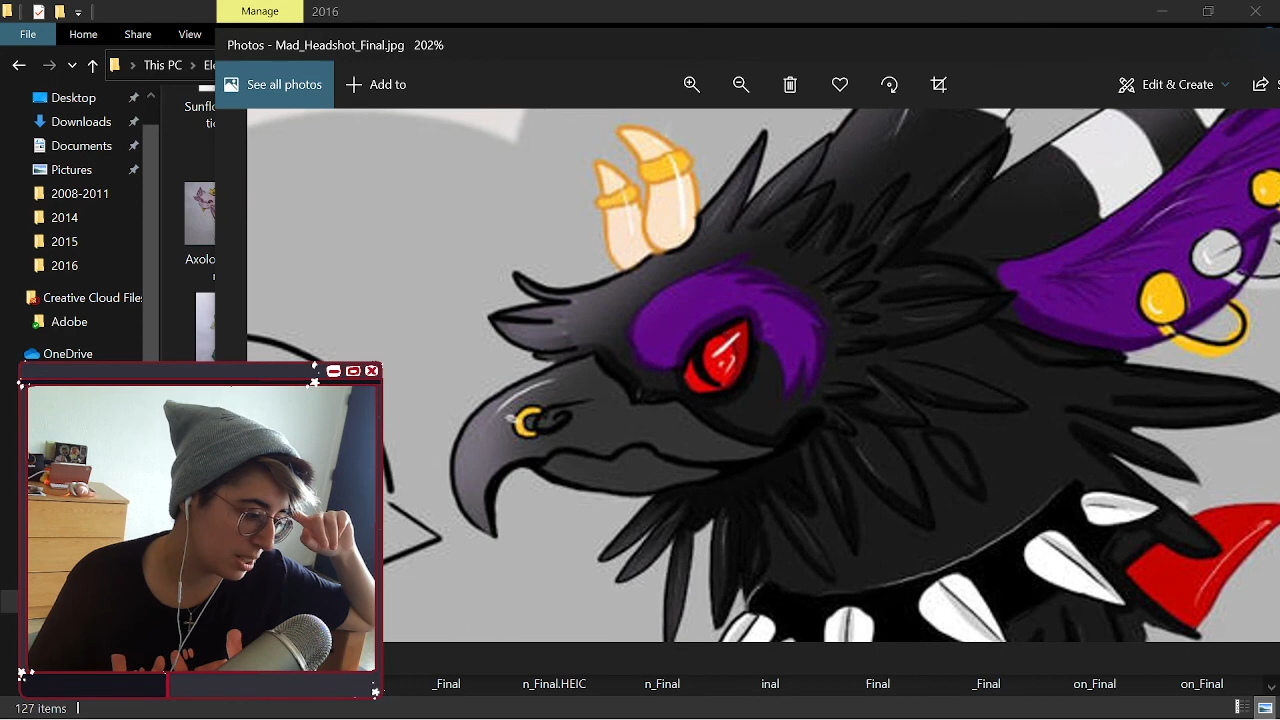 Manage 2016
File Home Share View
Photos - Mad_Headshot_Final.jpg 202%
This PC
See all photos Add to Edit & Create
Desktop
Downloads
Documents
Pictures
2008-2011
2014
2015
2016
Creative Cloud Files
Adobe
OneDrive
_Final n_Final.HEIC n_Final inal Final _Final on_Final on_Final
127 items